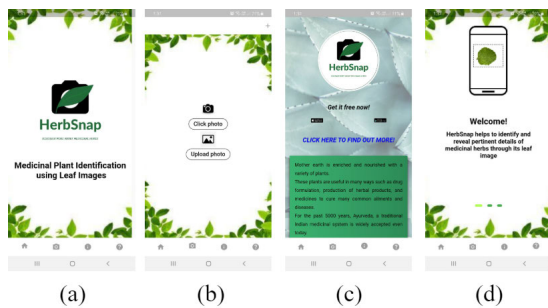 HerbSnap
Medicinal Plant Identification
using Leaf Images
(a)
+
Click photo
Upload photo
(b)
HerbSnap
Get it free now!
CLICK HERE TO FIND OUT MORE!
Mother earth is enriched and nourished with a
variety of plants.
These plants are useful in many ways such as drug
formulation, production of herbal products, and
medicines to cure many common ailments and
diseases.
For the past 5000 years, Ayurveda, a traditional
Indian medicinal system is widely accepted even
today.
(c)
Welcome!
HerbSnap helps to identify and
reveal pertinent details of
medicinal herbs through its leaf
image
(d)